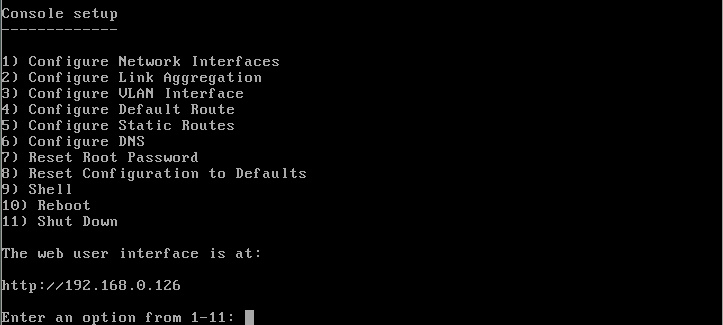 Console setup
-------------
1) Configure Network Interfaces
2) Configure Link Aggregation
3) Configure VLAN Interface
4) Configure Default Route
5) Configure Static Routes
6) Configure DNS
7) Reset Root Password
8) Reset Configuration to Defaults
9) Shell
10) Reboot
11) Shut Down
The web user interface is at:
http://192.168.0.126
Enter an option from 1-11: